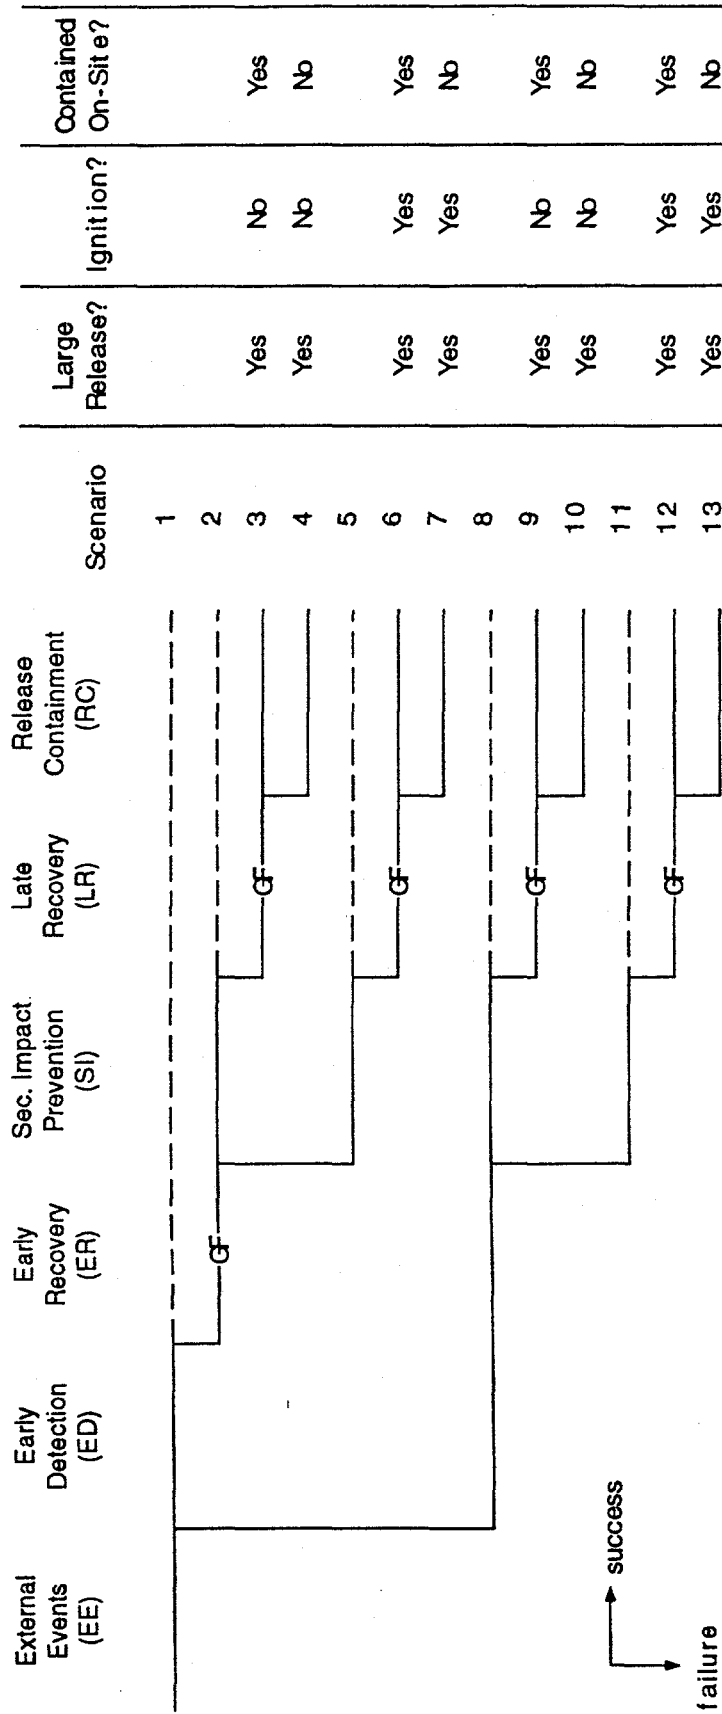 External
Events
(EE)
Early
Detection
(ED)
Early
Recovery
(ER)
Sec. Impact
Prevention
(SI)
Late
Recovery
(LR)
Release
Containment
(RC)
Scenario
Large
Release?
Ignition?
Contained
On-Site?
1
2
3 Yes No Yes
4 Yes No No
5
6 Yes Yes Yes
7 Yes Yes No
8
9 Yes No Yes
10 Yes No No
11
12 Yes Yes Yes
13 Yes Yes No
GF
GF
GF
GF
GF
success
failure